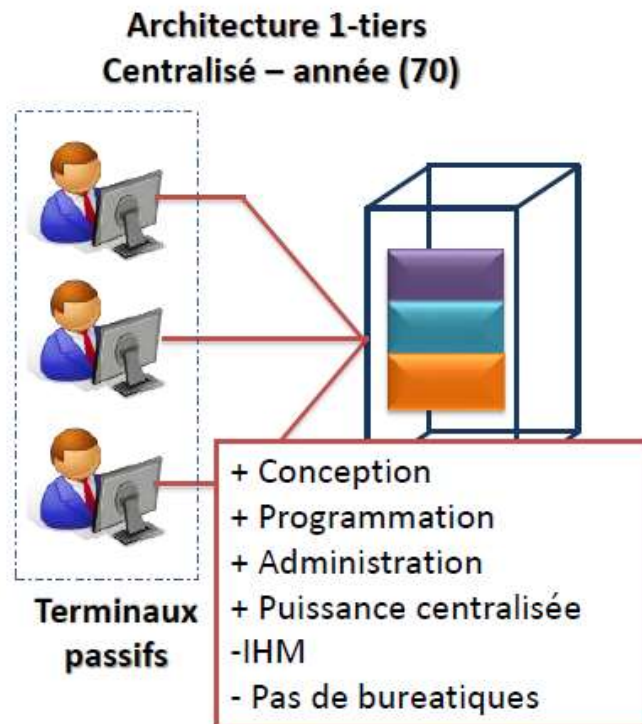 Architecture 1-tiers
Centralisé – année (70)
Terminaux
passifs
+ Conception
+ Programmation
+ Administration
+ Puissance centralisée
-IHM
- Pas de bureatiques